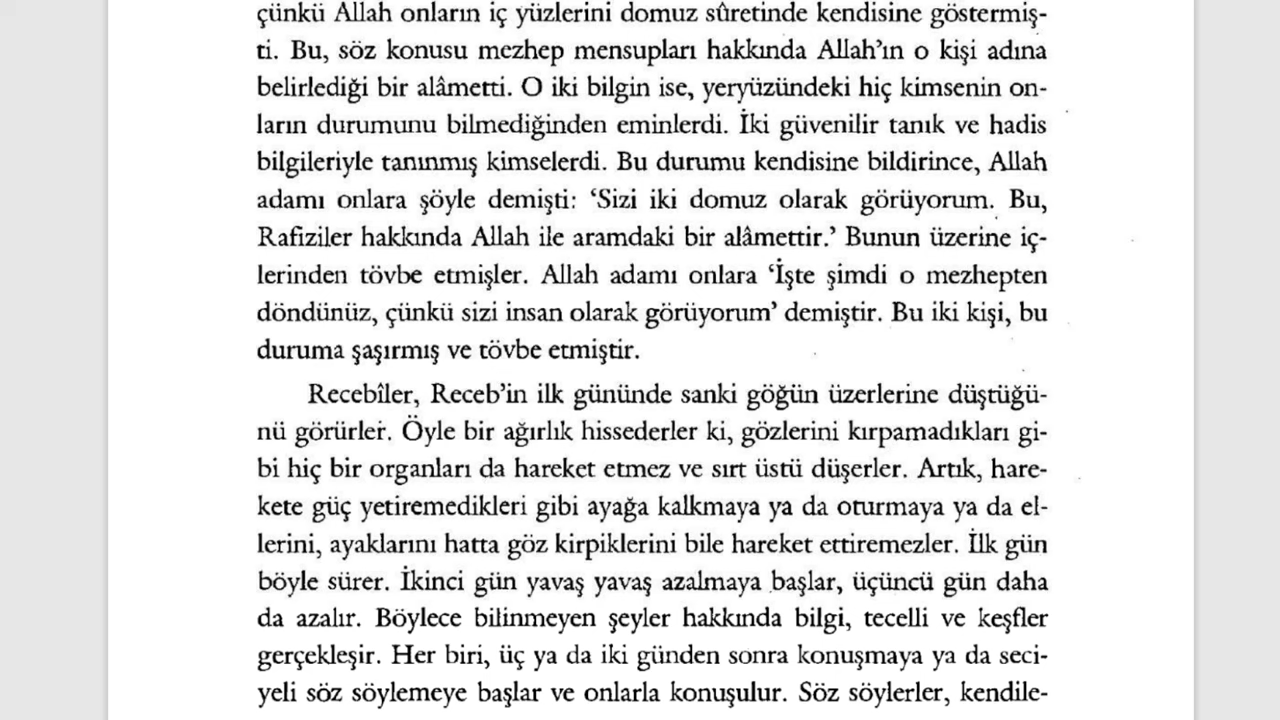 çünkü Allah onların iç yüzlerini domuz sûretinde kendisine göstermiş-
ti. Bu, söz konusu mezhep mensupları hakkında Allah’ın o kişi adına
belirlediği bir alâmetti. O iki bilgin ise, yeryüzündeki hiç kimsenin on-
ların durumunu bilmediğinden eminlerdi. İki güvenilir tanık ve hadis
bilgileriyle tanınmış kimselerdi. Bu durumu kendisine bildirince, Allah
adamı onlara şöyle demişti: ‘Sizi iki domuz olarak görüyorum. Bu,
Rafiziler hakkında Allah ile aramdaki bir alâmettir.’ Bunun üzerine iç-
lerinden tövbe etmişler. Allah adamı onlara ‘İşte şimdi o mezhepten
döndünüz, çünkü sizi insan olarak görüyorum’ demiştir. Bu iki kişi, bu
duruma şaşırmış ve tövbe etmiştir.
Recebîler, Receb’in ilk gününde sanki göğün üzerlerine düştüğü-
nü görürler. Öyle bir ağırlık hissederler ki, gözlerini kırpamadıkları gi-
bi hiç bir organları da hareket etmez ve sırt üstü düşerler. Artık, hare-
kete güç yetiremedikleri gibi ayağa kalkmaya ya da oturmaya ya da el-
lerini, ayaklarını hatta göz kirpiklerini bile hareket ettiremezler. İlk gün
böyle sürer. İkinci gün yavaş yavaş azalmaya başlar, üçüncü gün daha
da azalır. Böylece bilinmeyen şeyler hakkında bilgi, tecelli ve keşfler
gerçekleşir. Her biri, üç ya da iki günden sonra konuşmaya ya da seci-
yeli söz söylemeye başlar ve onlarla konuşulur. Söz söylerler, kendile-